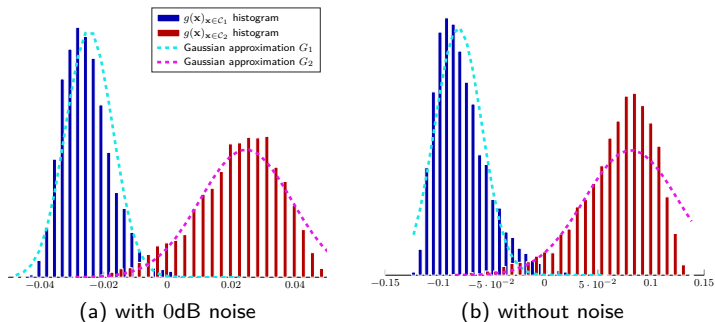 g(x)x∈C₁ histogram
g(x)x∈C₂ histogram
Gaussian approximation G₁
Gaussian approximation G₂
−0.04 −0.02 0 0.02 0.04
−0.15 −0.1 −5 · 10⁻² 0 5 · 10⁻² 0.1 0.15
(a) with 0dB noise
(b) without noise